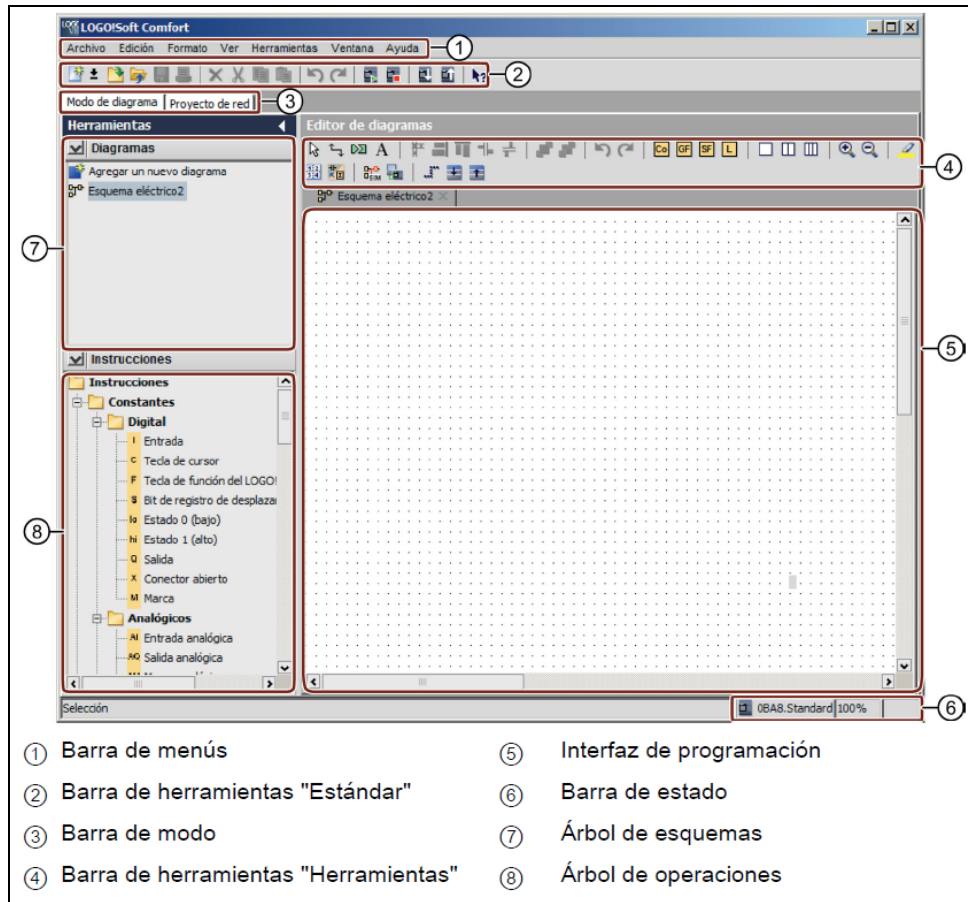 LOGO!Soft Comfort
Archivo Edición Formato Ver Herramientas Ventana Ayuda
1
2
Modo de diagrama Proyecto de red
3
Herramientas
Editor de diagramas
Diagramas
A Co GF SF L
4
Agregar un nuevo diagrama
Esquema eléctrico2
Esquema eléctrico2
7
5
Instrucciones
Instrucciones
Constantes
Digital
I Entrada
C Tecla de cursor
F Tecla de función del LOGO!
S Bit de registro de desplaza
lo Estado 0 (bajo)
hi Estado 1 (alto)
8
Q Salida
X Conector abierto
M Marca
Analógicos
AI Entrada analógica
AQ Salida analógica
Selección
0BA8.Standard 100%
6
1 Barra de menús
5 Interfaz de programación
2 Barra de herramientas "Estándar"
6 Barra de estado
3 Barra de modo
7 Árbol de esquemas
4 Barra de herramientas "Herramientas"
8 Árbol de operaciones